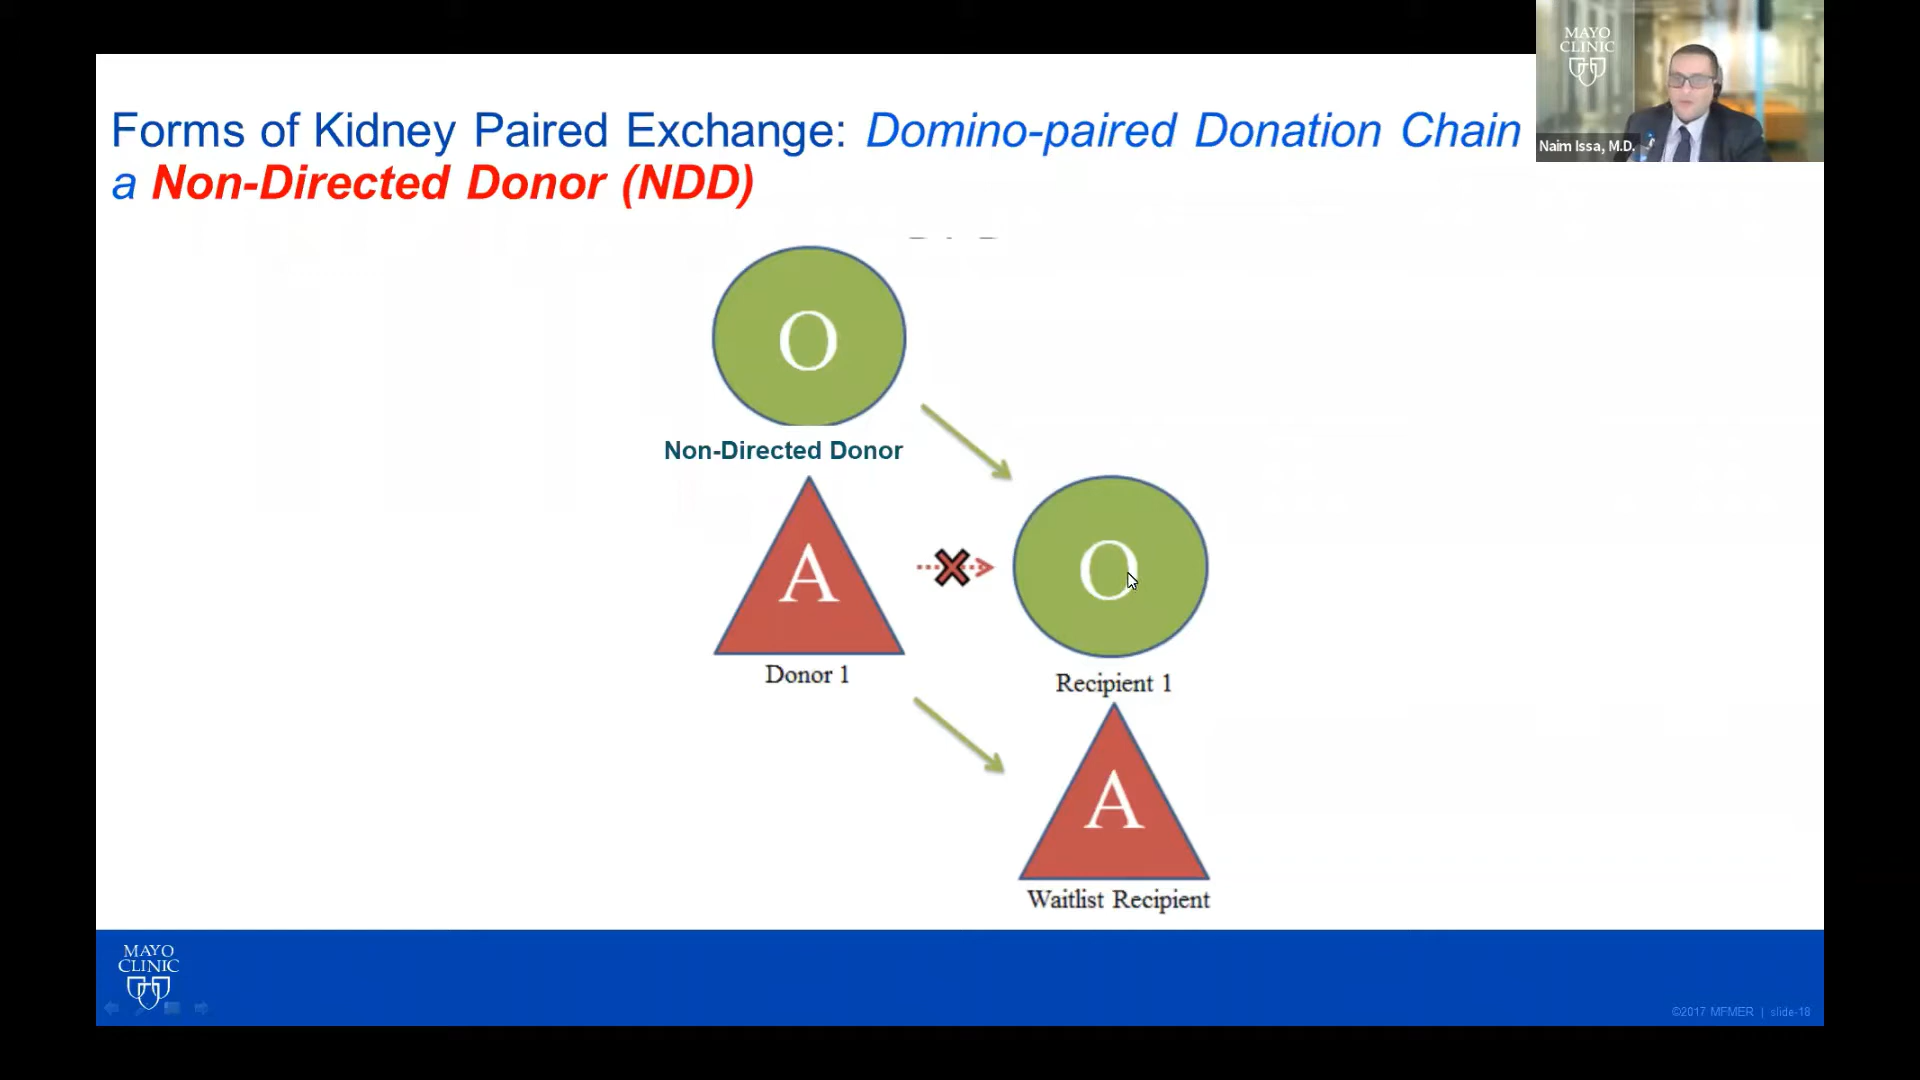 MAYO
CLINIC
Naim Issa, M.D.
Forms of Kidney Paired Exchange: Domino-paired Donation Chain
a Non-Directed Donor (NDD)
O
Non-Directed Donor
A
Donor 1
O
Recipient 1
A
Waitlist Recipient
MAYO
CLINIC
©2017 MFMER | slide-18